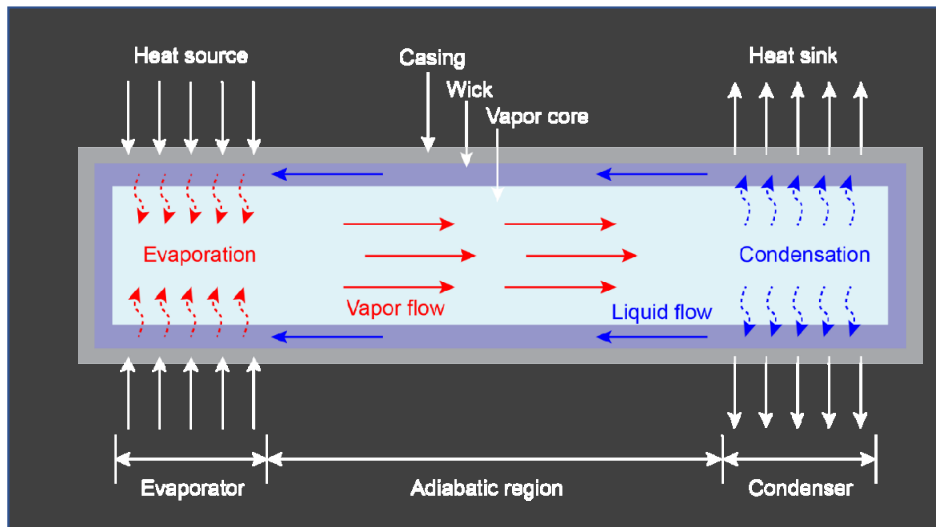 Heat source
Casing
Heat sink
Wick
Vapor core
Evaporation
Condensation
Vapor flow
Liquid flow
Evaporator
Adiabatic region
Condenser